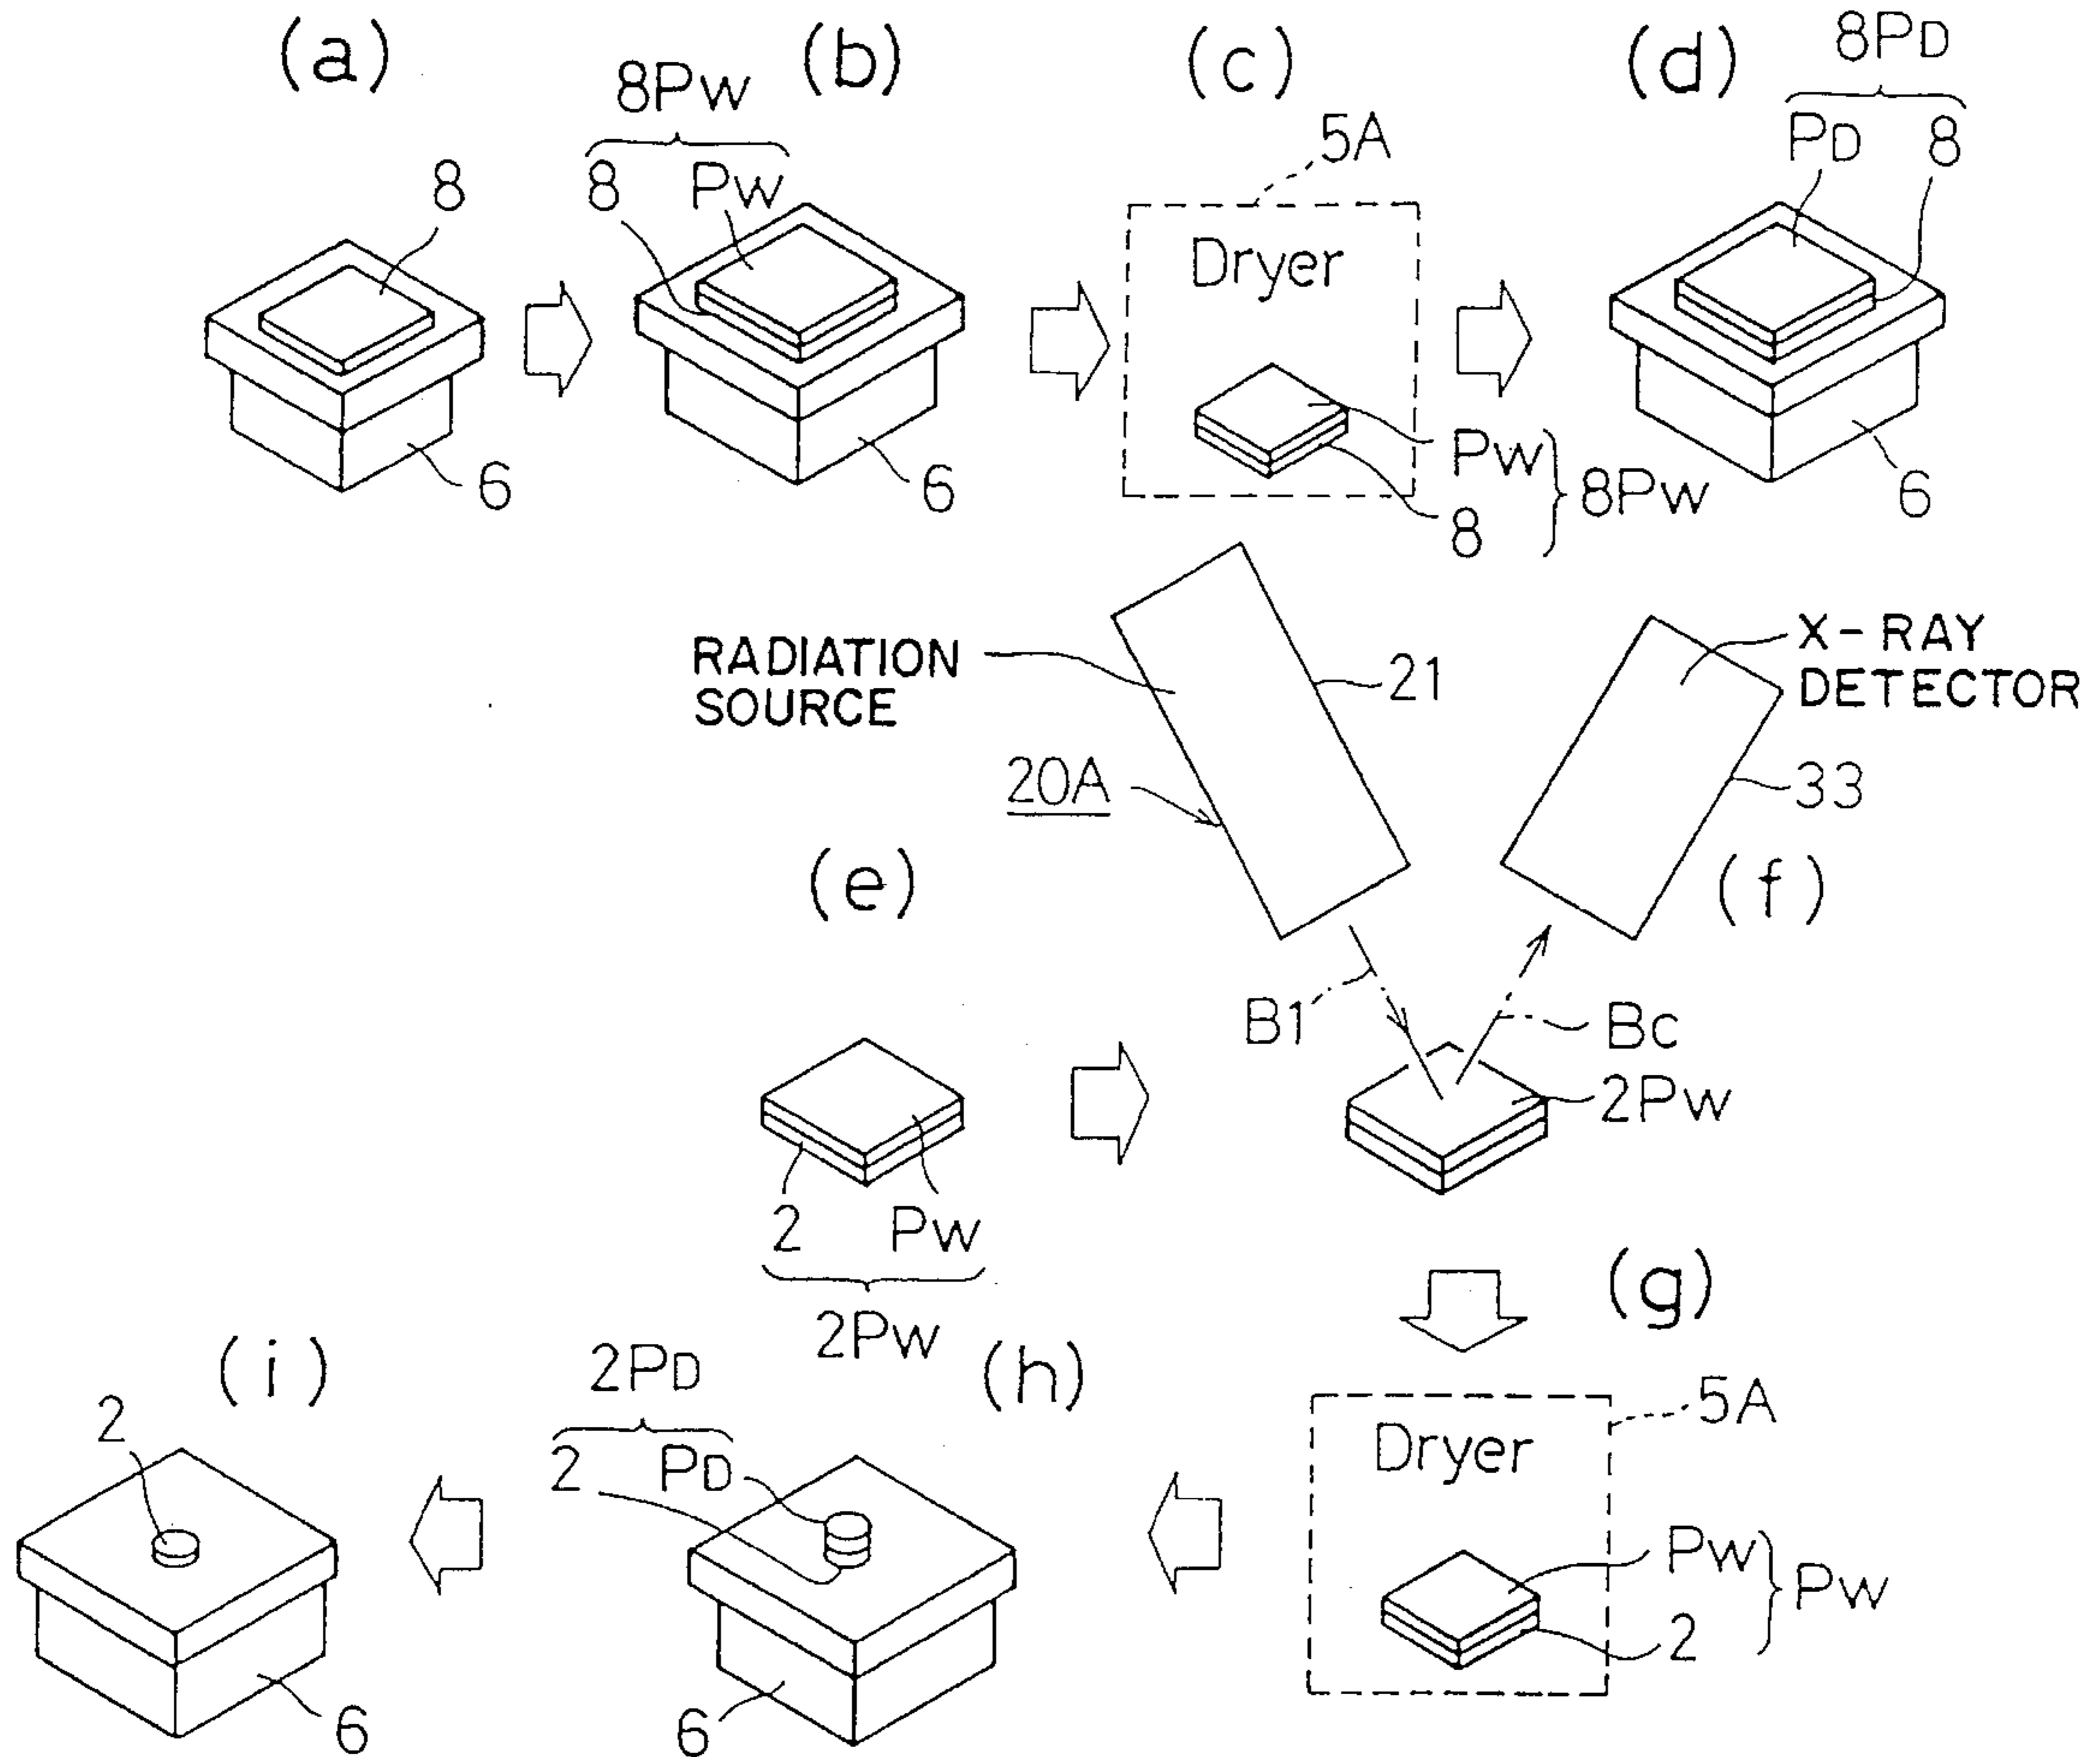 (a)
8
6
(b)
8Pw
8 Pw
6
(c)
5A
Dryer
Pw
8
8Pw
(d)
8PD
PD 8
6
RADIATION
SOURCE
21
20A
X-RAY
DETECTOR
33
(e)
2 Pw
2Pw
(f)
B1
Bc
2Pw
(g)
5A
Dryer
Pw
2
Pw
(h)
2PD
2 PD
6
(i)
2
6